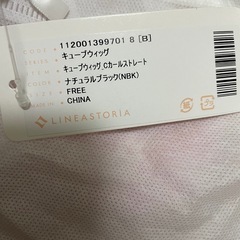 112001399701 8 [B]
キューブウィッグ
キューブウィッグ,Cカールストレート
ナチュラルブラック(NBK)
FREE
CHINA
LINEASTORIA